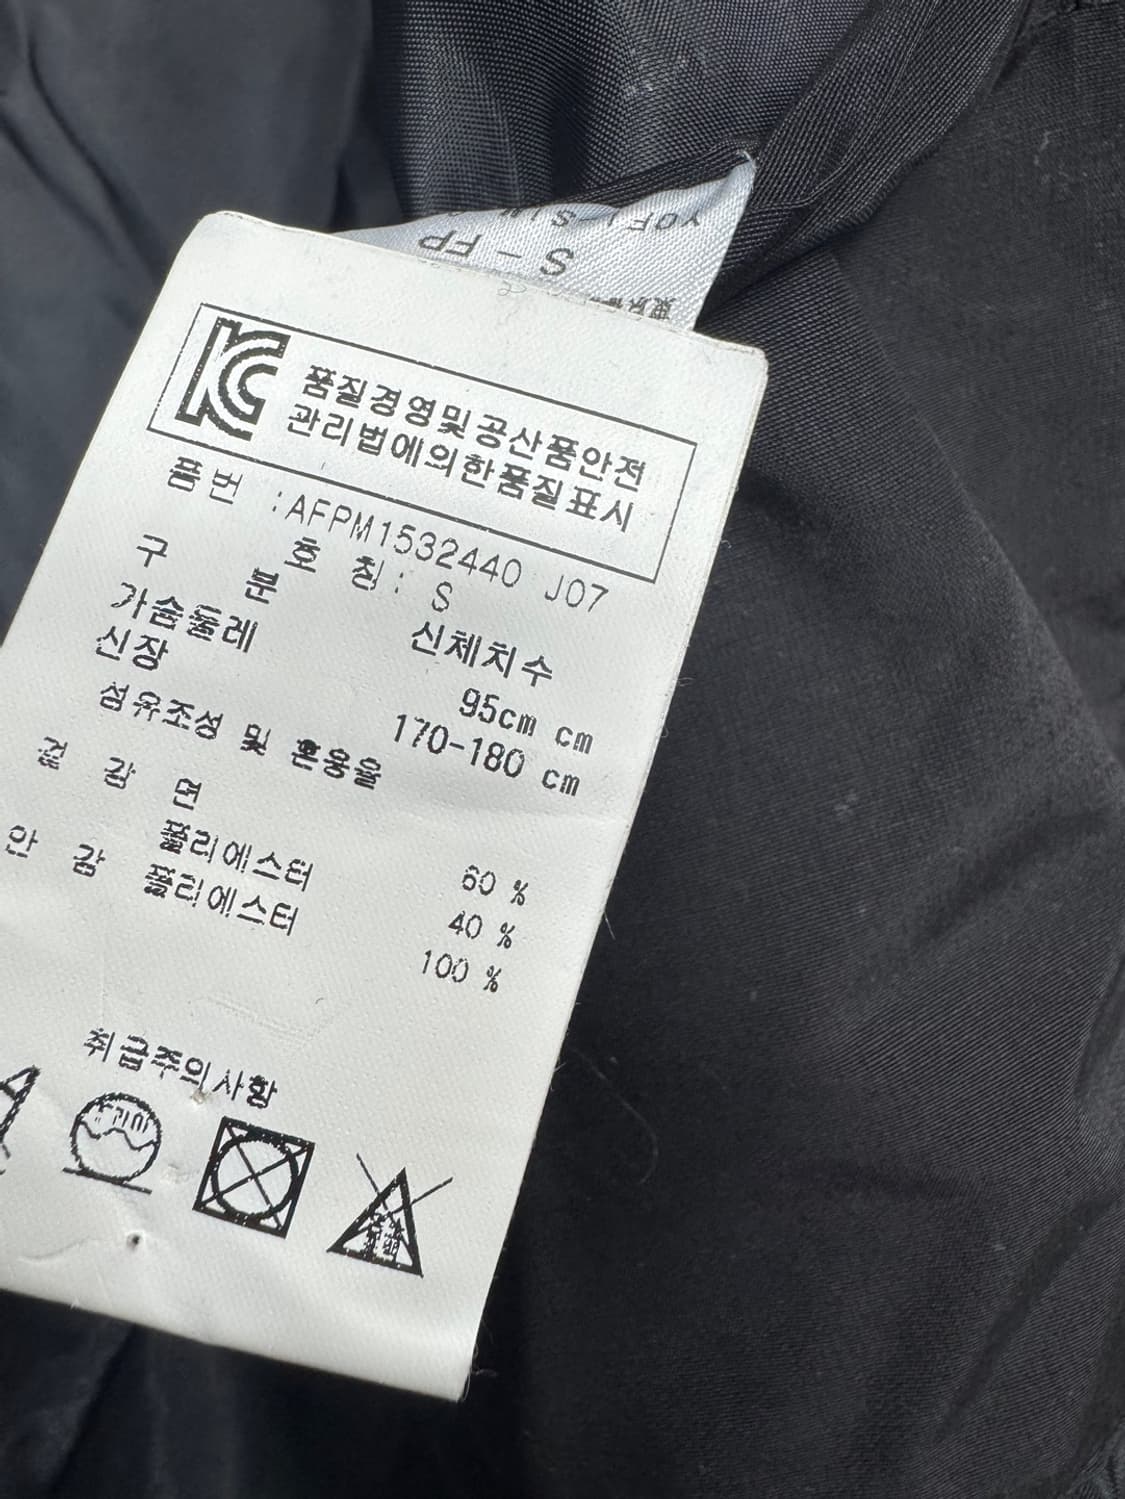 S - FP
KC
품질경영및공산품안전
관리법에의한품질표시
품번 : AFPM1532440 J07
호 칭 : S
구 분 신체치수
가슴둘레 95cm cm
신장 170-180 cm
섬유조성 및 혼용율
겉 감 면 60 %
폴리에스터 40 %
안 감 폴리에스터 100 %
취급주의사항
드라이